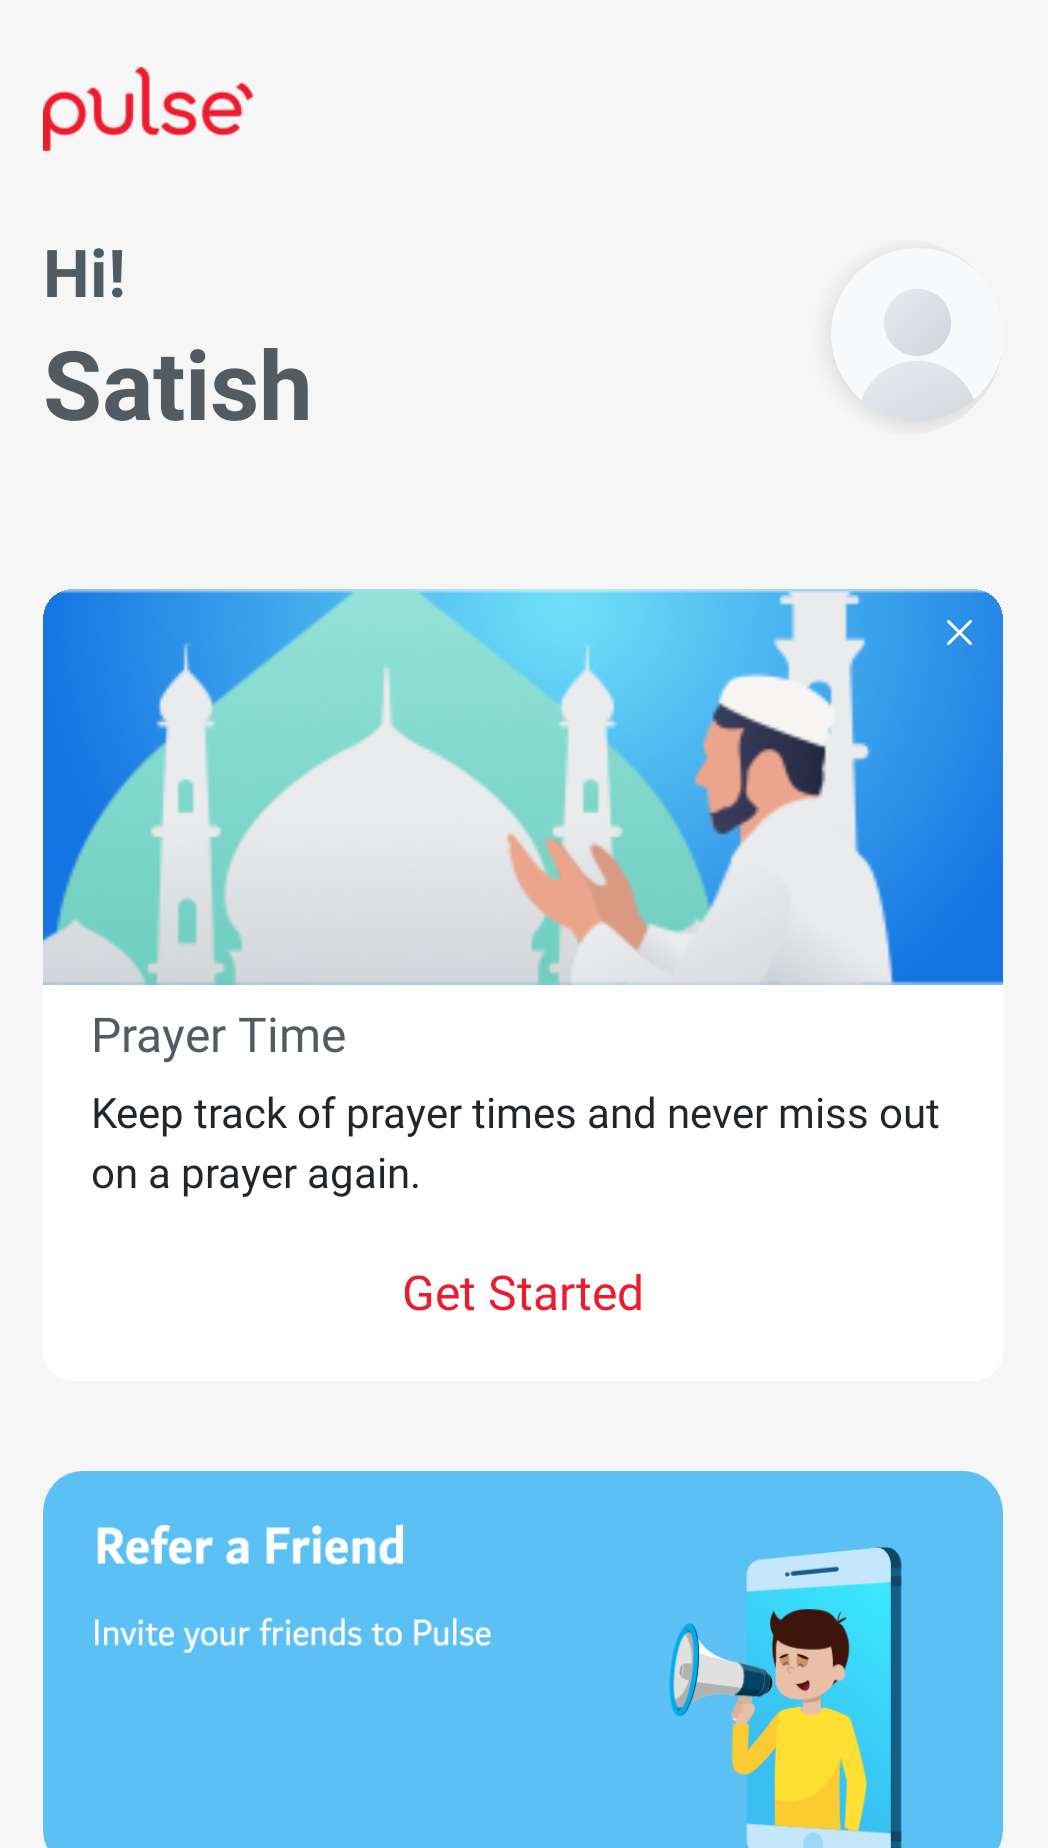 pulse
Hi!
Satish
Prayer Time
Keep track of prayer times and never miss out
on a prayer again.
Get Started
Refer a Friend
Invite your friends to Pulse